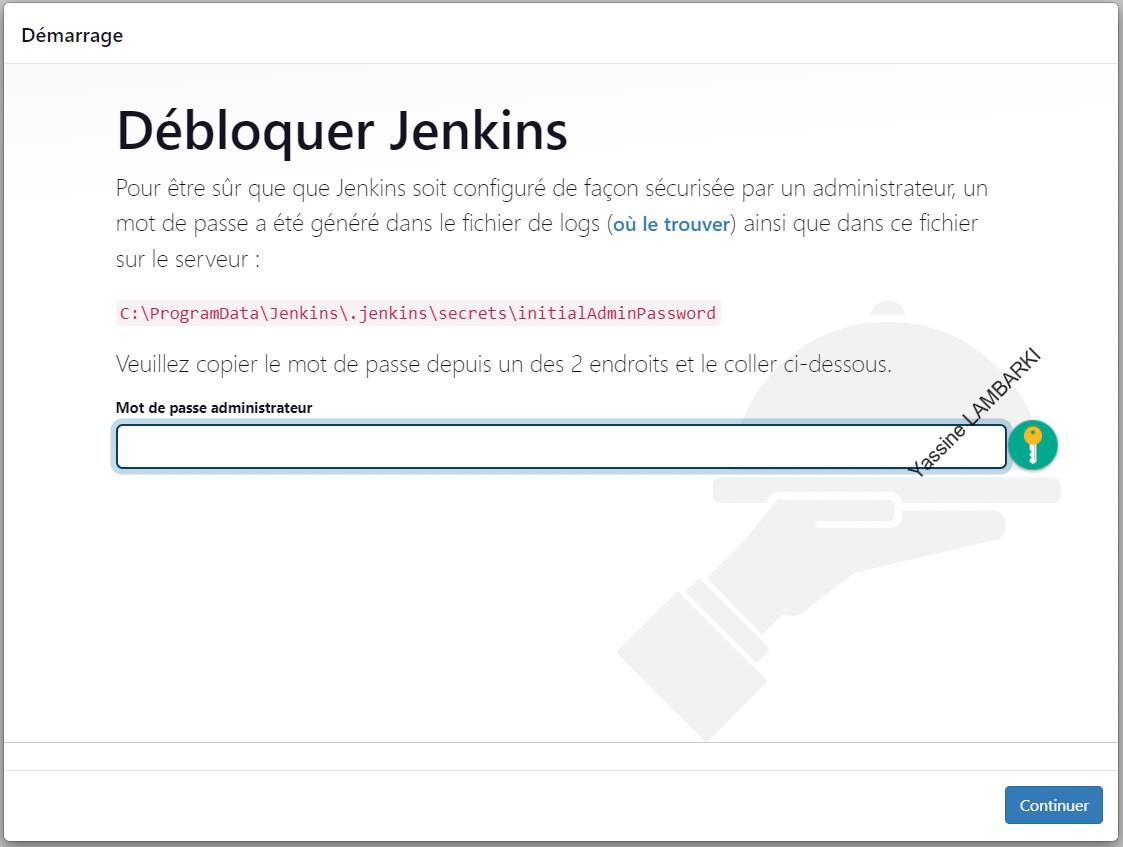 Démarrage
Débloquer Jenkins
Pour être sûr que que Jenkins soit configuré de façon sécurisée par un administrateur, un
mot de passe a été généré dans le fichier de logs (où le trouver) ainsi que dans ce fichier
sur le serveur :
C:\ProgramData\Jenkins\.jenkins\secrets\initialAdminPassword
Veuillez copier le mot de passe depuis un des 2 endroits et le coller ci-dessous.
Mot de passe administrateur
Yassine LAMBARKI
Continuer